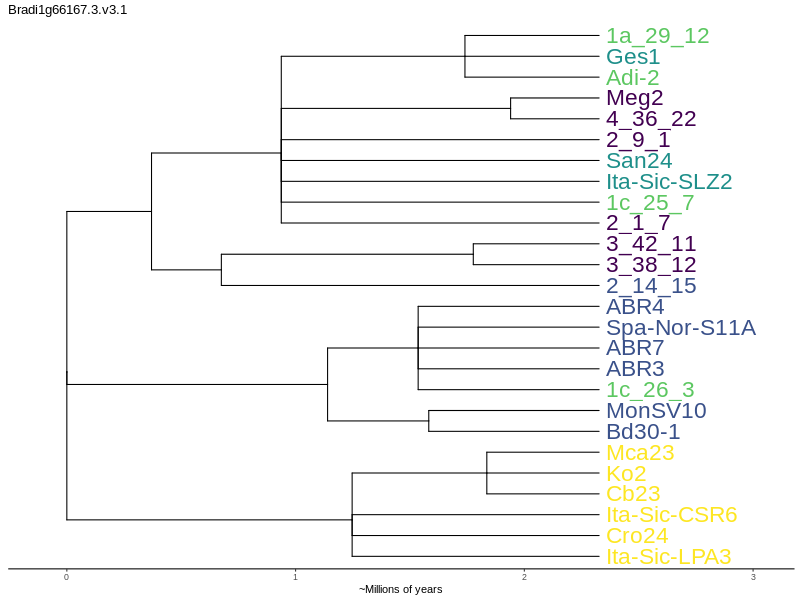 Bradi1g66167.3.v3.1
1a_29_12
Ges1
Adi-2
Meg2
4_36_22
2_9_1
San24
Ita-Sic-SLZ2
1c_25_7
2_1_7
3_42_11
3_38_12
2_14_15
ABR4
Spa-Nor-S11A
ABR7
ABR3
1c_26_3
MonSV10
Bd30-1
Mca23
Ko2
Cb23
Ita-Sic-CSR6
Cro24
Ita-Sic-LPA3
0 1 2 3
~Millions of years